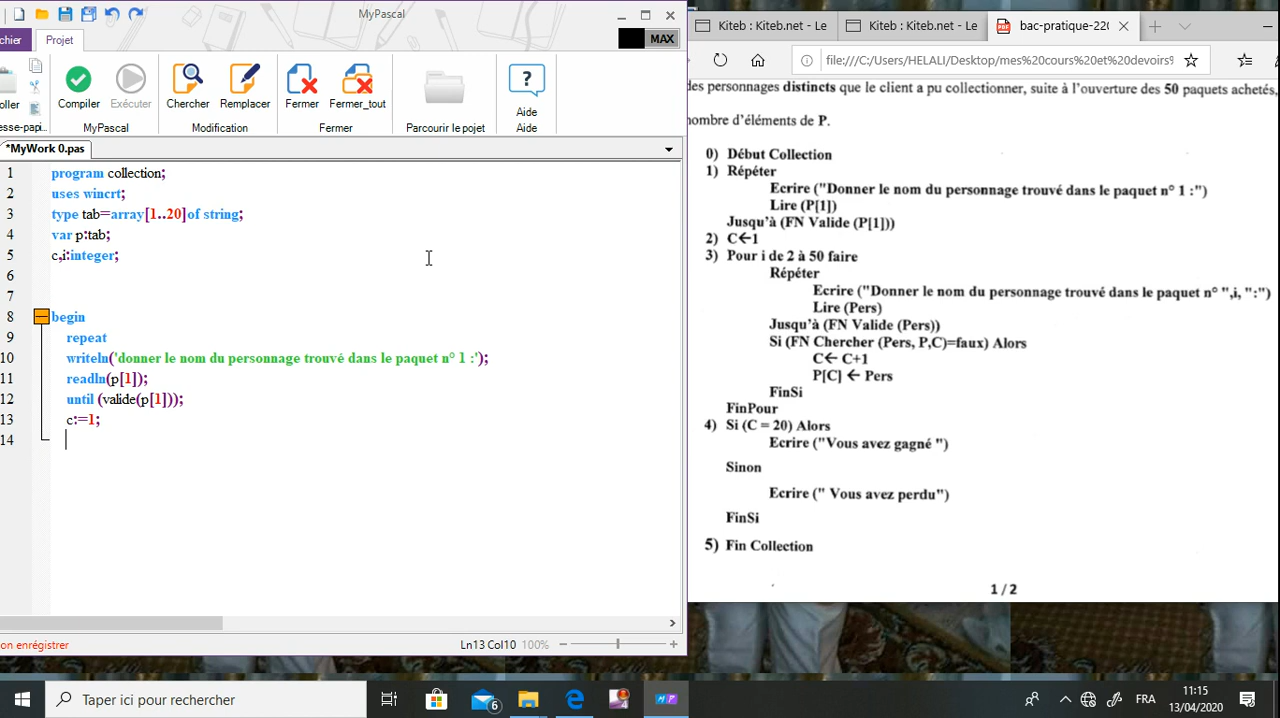 MyPascal
MAX
chier
Projet
oller
Compiler
Exécuter
Chercher
Remplacer
Fermer
Fermer_tout
Parcourir le projet
Aide
esse-papi...
MyPascal
Modification
Fermer
Aide
*MyWork 0.pas
1 program collection;
2 uses wincrt;
3 type tab=array[1..20]of string;
4 var p:tab;
5 c,i:integer;
6
7
8 begin
9 repeat
10 writeln('donner le nom du personnage trouvé dans le paquet n° 1 :');
11 readln(p[1]);
12 until (valide(p[1]));
13 c:=1;
14
on enrégistrer
Ln13 Col10 100%
Kiteb : Kiteb.net - Le
Kiteb : Kiteb.net - Le
bac-pratique-220
file:///C:/Users/HELALI/Desktop/mes%20cours%20et%20devoirs%
des personnages distincts que le client a pu collectionner, suite à l'ouverture des 50 paquets achetés,
nombre d'éléments de P.
0) Début Collection
1) Répéter
Ecrire ("Donner le nom du personnage trouvé dans le paquet n° 1 :")
Lire (P[1])
Jusqu'à (FN Valide (P[1]))
2) C←1
3) Pour i de 2 à 50 faire
Répéter
Ecrire ("Donner le nom du personnage trouvé dans le paquet n° ",i, ":")
Lire (Pers)
Jusqu'à (FN Valide (Pers))
Si (FN Chercher (Pers, P,C)=faux) Alors
C← C+1
P[C] ← Pers
FinSi
FinPour
4) Si (C = 20) Alors
Ecrire ("Vous avez gagné ")
Sinon
Ecrire (" Vous avez perdu")
FinSi
5) Fin Collection
1 / 2
Taper ici pour rechercher
6
4
FRA
11:15
13/04/2020